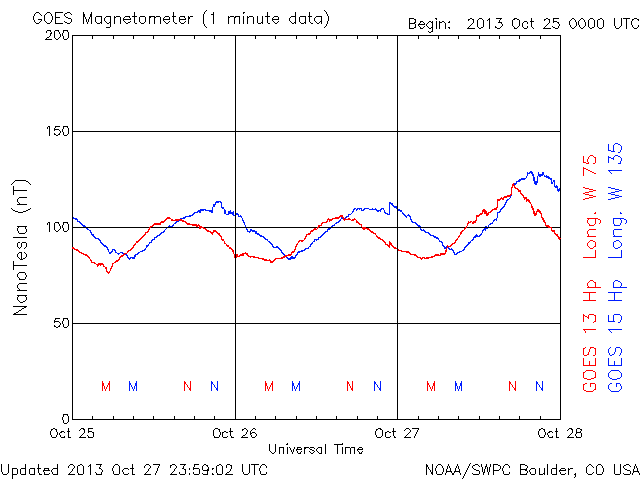 GOES Magnetometer (1 minute data)
Begin: 2013 Oct 25 0000 UTC
200
150
100
50
0
NanoTesla (nT)
M M N N M M N N M M N N
Oct 25 Oct 26 Oct 27 Oct 28
Universal Time
GOES 13 Hp Long. W 75
GOES 15 Hp Long. W 135
Updated 2013 Oct 27 23:59:02 UTC
NOAA/SWPC Boulder, CO USA